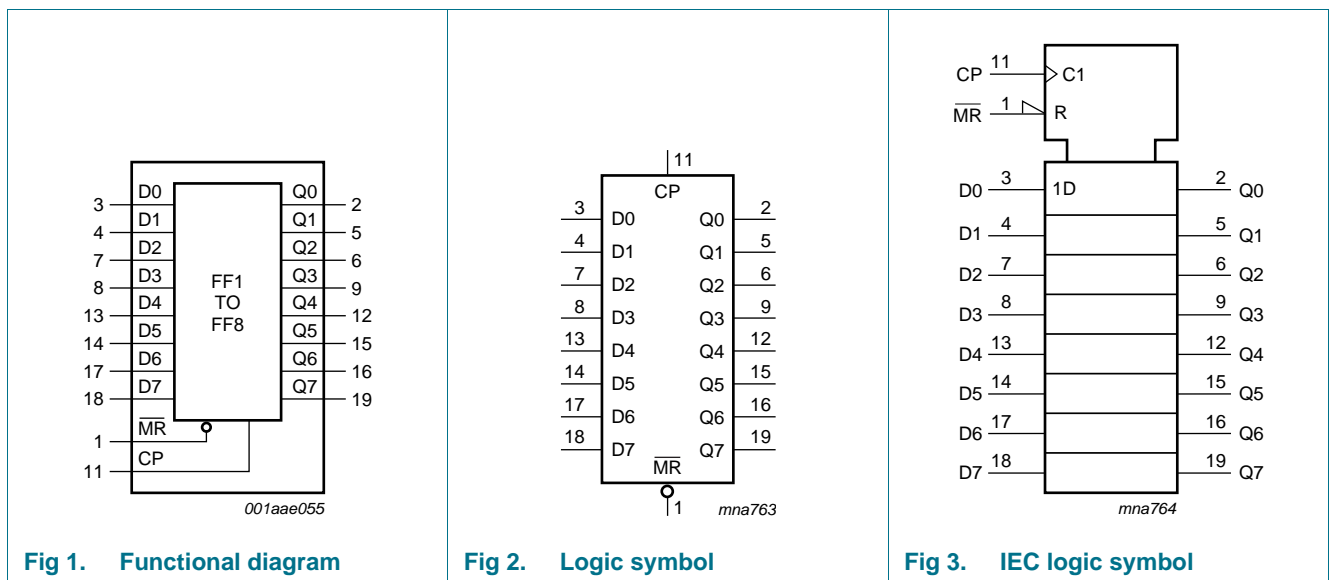 D0 Q0
3 2
D1 Q1
4 5
D2 Q2
7 6
D3 Q3
8 9
D4 Q4
13 12
D5 Q5
14 15
D6 Q6
17 16
D7 Q7
18 19
FF1
TO
FF8
M̅R̅
1
CP
11
001aae055
Fig 1. Functional diagram
11
CP
3 D0 Q0 2
4 D1 Q1 5
7 D2 Q2 6
8 D3 Q3 9
13 D4 Q4 12
14 D5 Q5 15
17 D6 Q6 16
18 D7 Q7 19
M̅R̅
1
mna763
Fig 2. Logic symbol
CP 11 C1
M̅R̅ 1 R
D0 3 1D 2 Q0
D1 4 5 Q1
D2 7 6 Q2
D3 8 9 Q3
D4 13 12 Q4
D5 14 15 Q5
D6 17 16 Q6
D7 18 19 Q7
mna764
Fig 3. IEC logic symbol